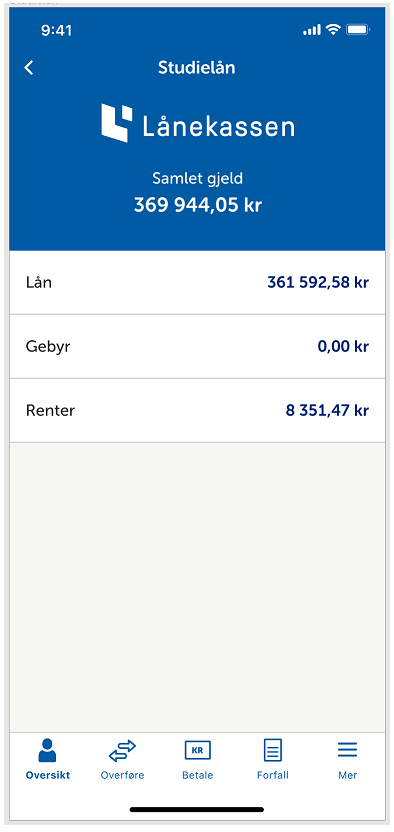 9:41
Studielån
Lånekassen
Samlet gjeld
369 944,05 kr
Lån 361 592,58 kr
Gebyr 0,00 kr
Renter 8 351,47 kr
KR
Oversikt Overføre Betale Forfall Mer